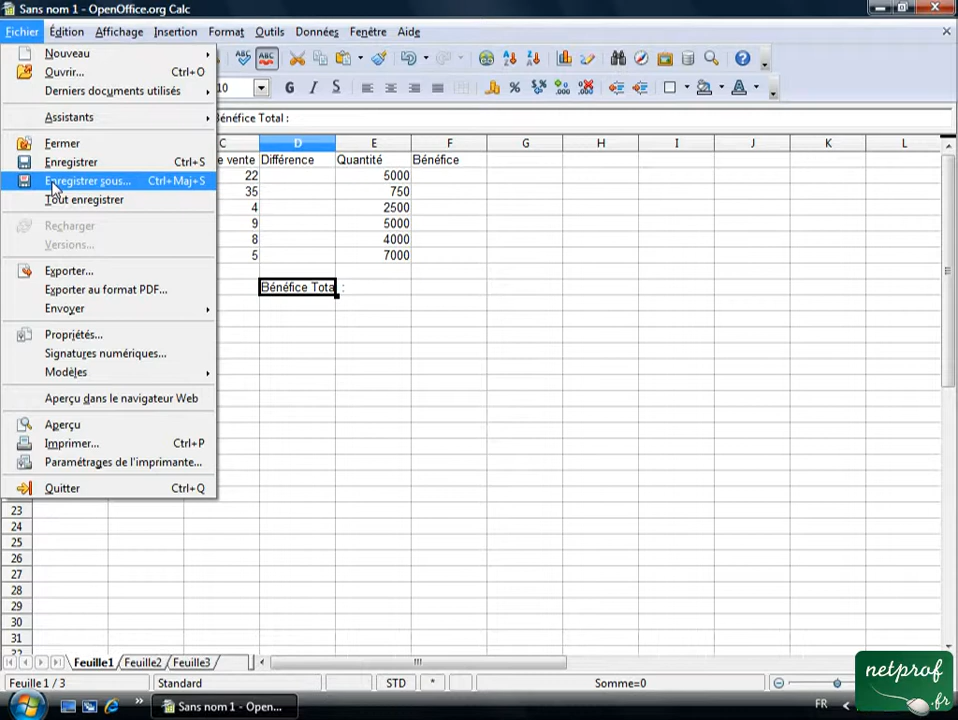 Sans nom 1 - OpenOffice.org Calc
Fichier Édition Affichage Insertion Format Outils Données Fenêtre Aide
Nouveau
Ouvrir... Ctrl+O
Derniers documents utilisés
Assistants
Fermer
Enregistrer Ctrl+S
Enregistrer sous... Ctrl+Maj+S
Tout enregistrer
Recharger
Versions...
Exporter...
Exporter au format PDF...
Envoyer
Propriétés...
Signatures numériques...
Modèles
Aperçu dans le navigateur Web
Aperçu
Imprimer... Ctrl+P
Paramétrages de l'imprimante...
Quitter Ctrl+Q
10 G I S
Bénéfice Total :
C D E F G H I J K L
e vente Différence Quantité Bénéfice
22 5000
35 750
4 2500
9 5000
8 4000
5 7000
Bénéfice Tota :
23
24
25
26
27
28
29
30
31
Feuille1 Feuille2 Feuille3
Feuille 1 / 3 Standard STD * Somme=0
Sans nom 1 - Open... FR
netprof
.fr